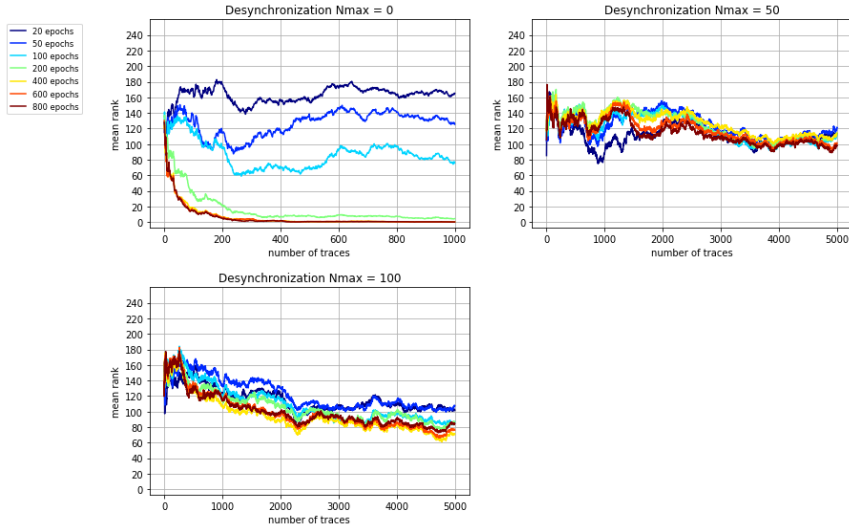 20 epochs
50 epochs
100 epochs
200 epochs
400 epochs
600 epochs
800 epochs
Desynchronization Nmax = 0
mean rank
240
220
200
180
160
140
120
100
80
60
40
20
0
0 200 400 600 800 1000
number of traces
Desynchronization Nmax = 50
mean rank
240
220
200
180
160
140
120
100
80
60
40
20
0
0 1000 2000 3000 4000 5000
number of traces
Desynchronization Nmax = 100
mean rank
240
220
200
180
160
140
120
100
80
60
40
20
0
0 1000 2000 3000 4000 5000
number of traces